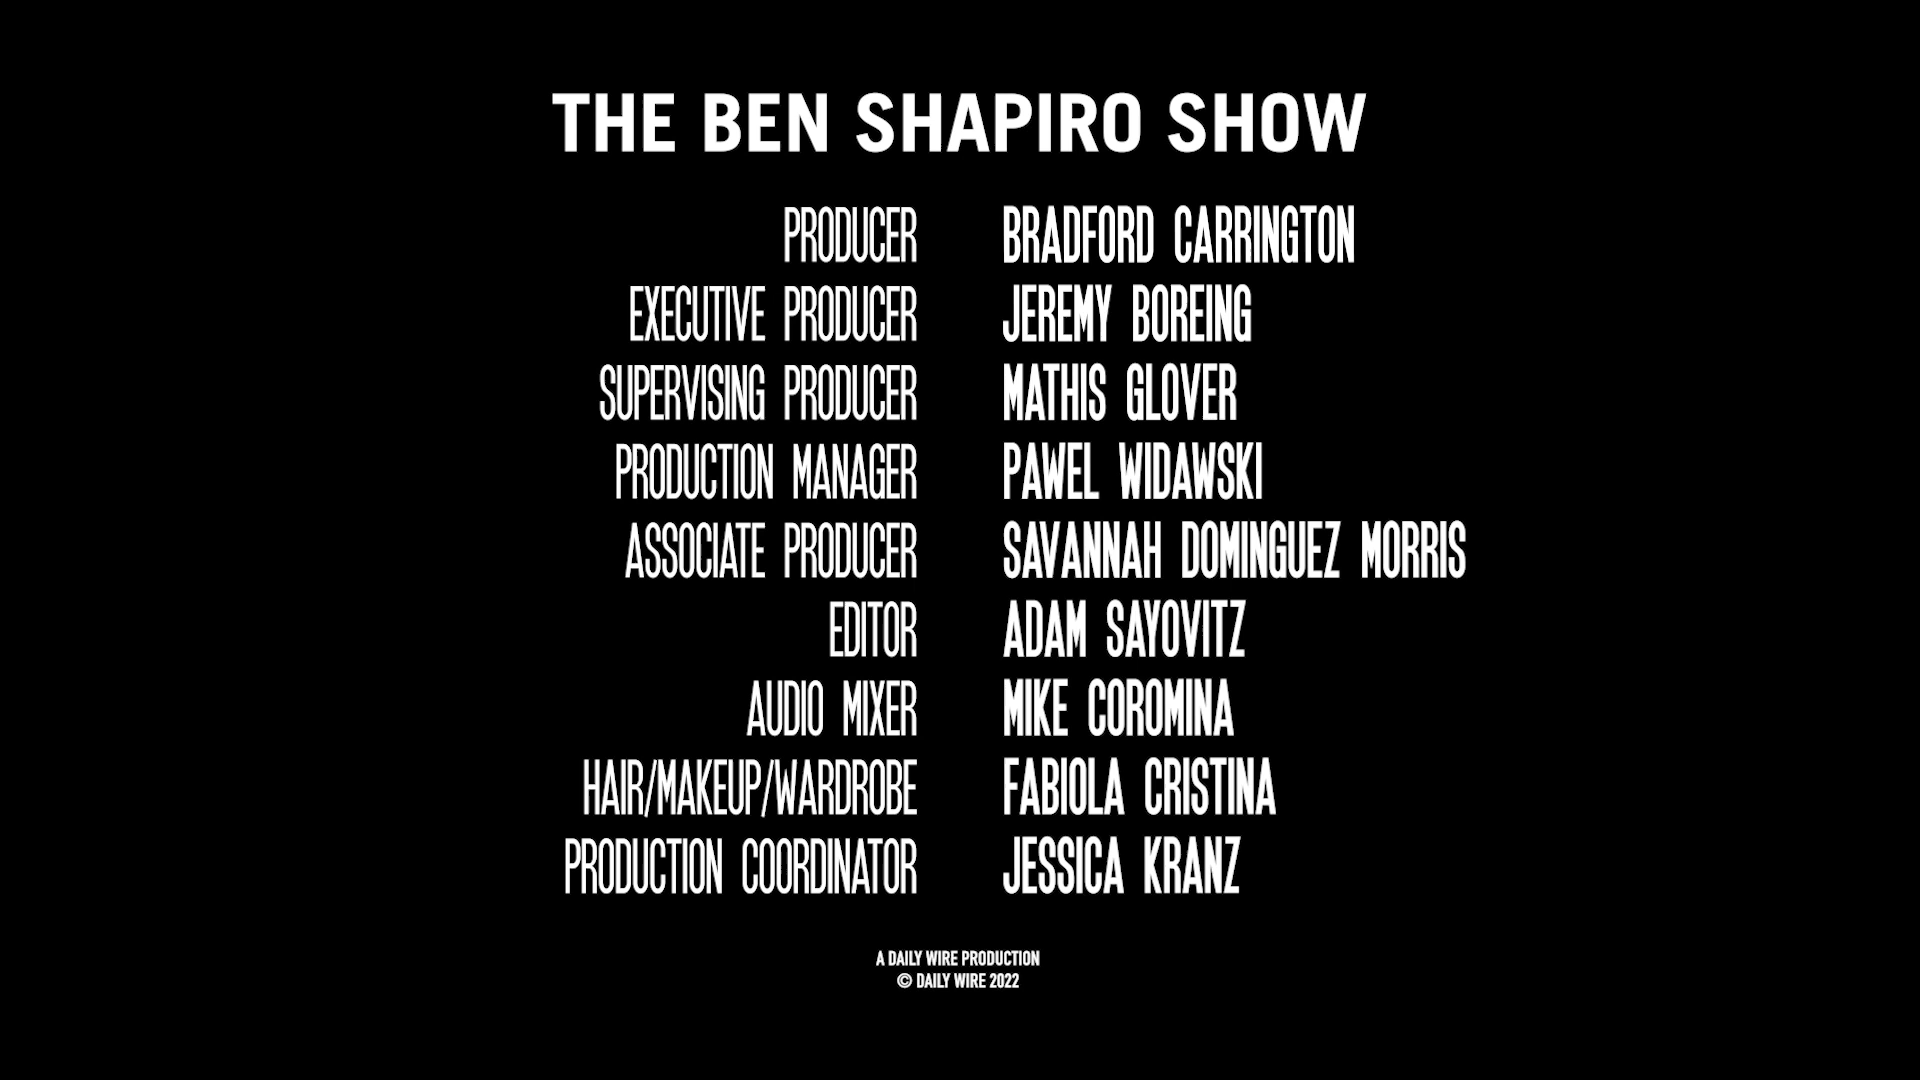 THE BEN SHAPIRO SHOW
PRODUCER BRADFORD CARRINGTON
EXECUTIVE PRODUCER JEREMY BOREING
SUPERVISING PRODUCER MATHIS GLOVER
PRODUCTION MANAGER PAWEL WIDAWSKI
ASSOCIATE PRODUCER SAVANNAH DOMINGUEZ MORRIS
EDITOR ADAM SAYOVITZ
AUDIO MIXER MIKE COROMINA
HAIR/MAKEUP/WARDROBE FABIOLA CRISTINA
PRODUCTION COORDINATOR JESSICA KRANZ
A DAILY WIRE PRODUCTION
© DAILY WIRE 2022